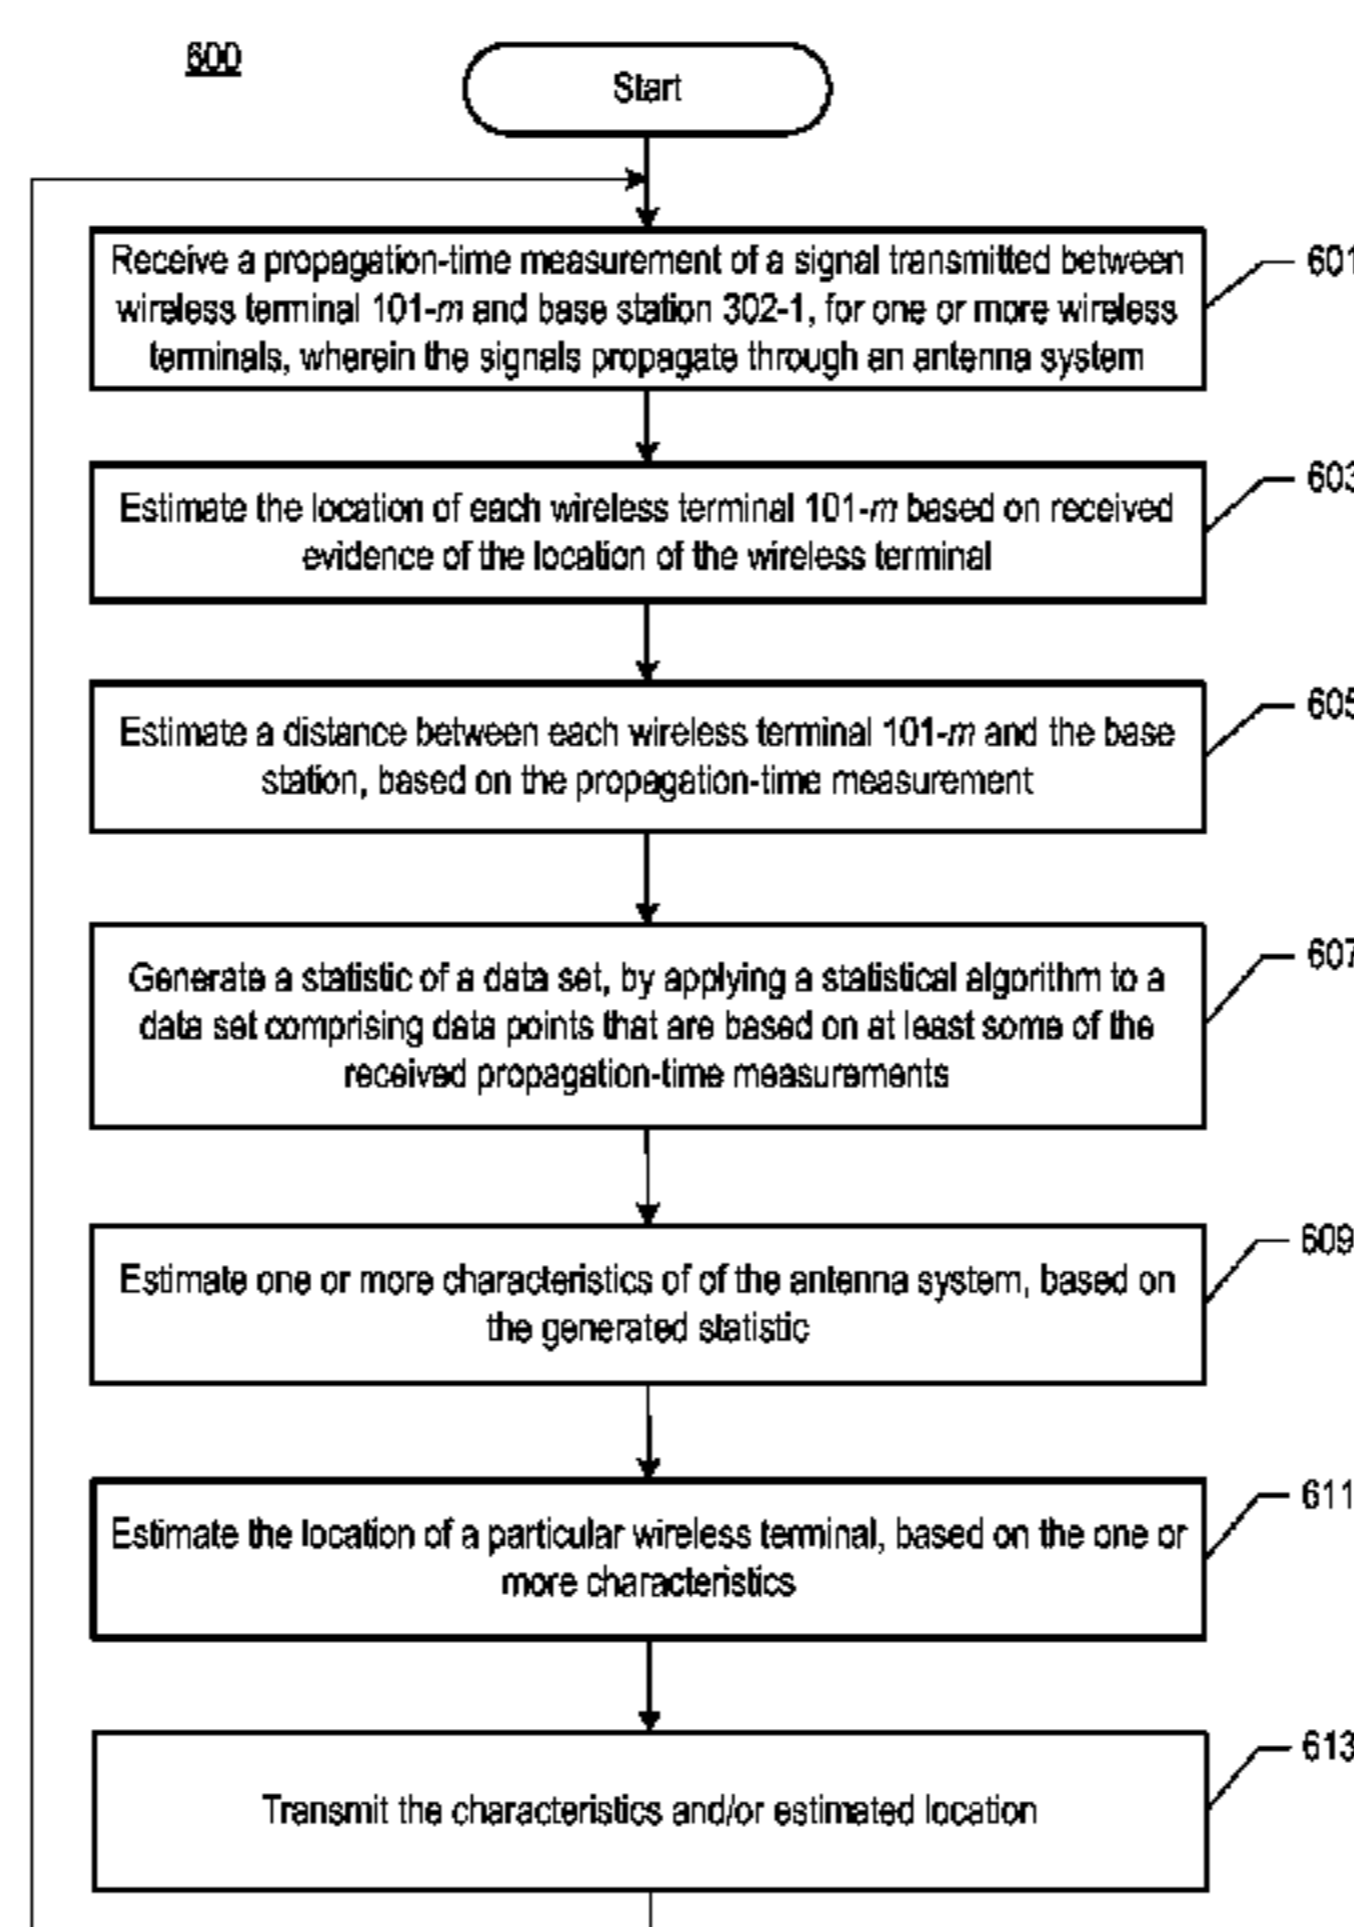 600
Start
Receive a propagation-time measurement of a signal transmitted between
wireless terminal 101-m and base station 302-1, for one or more wireless
terminals, wherein the signals propagate through an antenna system
601
Estimate the location of each wireless terminal 101-m based on received
evidence of the location of the wireless terminal
603
Estimate a distance between each wireless terminal 101-m and the base
station, based on the propagation-time measurement
605
Generate a statistic of a data set, by applying a statistical algorithm to a
data set comprising data points that are based on at least some of the
received propagation-time measurements
607
Estimate one or more characteristics of of the antenna system, based on
the generated statistic
609
Estimate the location of a particular wireless terminal, based on the one or
more characteristics
611
Transmit the characteristics and/or estimated location
613